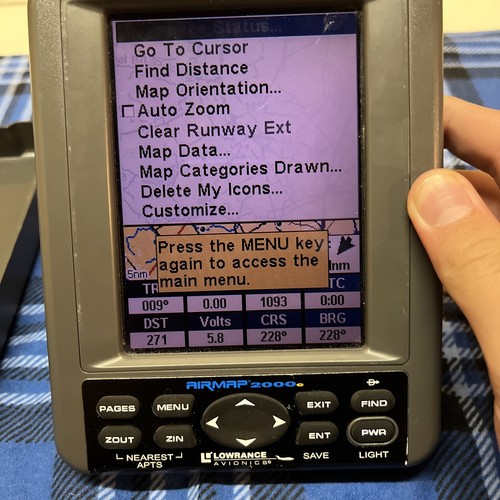 Status...
Go To Cursor
Find Distance
Map Orientation...
Auto Zoom
Clear Runway Ext
Map Data...
Map Categories Drawn...
Delete My Icons...
Customize...
Press the MENU key
again to access the
main menu.
5nm
nm
TR
TC
009° 0.00 1093 0:00
DST Volts CRS BRG
271 5.8 228° 228°
AIRMAP 2000c
PAGES MENU EXIT FIND
ZOUT ZIN ENT PWR
NEAREST
APTS
LOWRANCE
AVIONICS
SAVE LIGHT